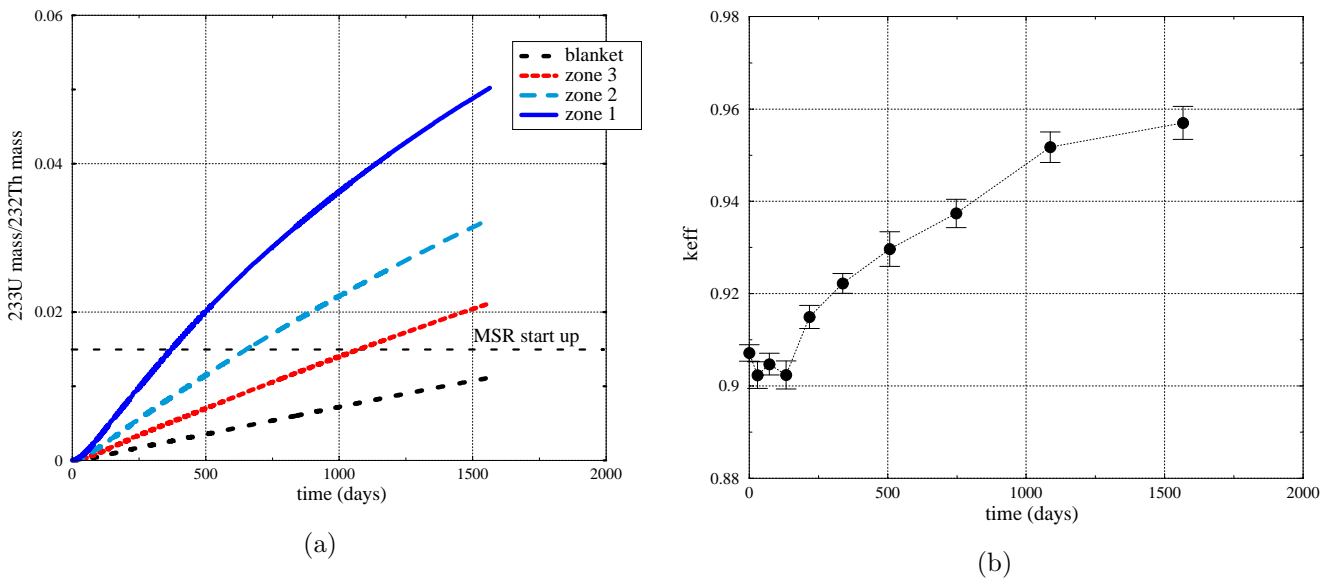 0.06
0.04
0.02
0
0
500
1000
1500
2000
233U mass/232Th mass
time (days)
blanket
zone 3
zone 2
zone 1
MSR start up
(a)
0.98
0.96
0.94
0.92
0.9
0.88
0
500
1000
1500
2000
keff
time (days)
(b)